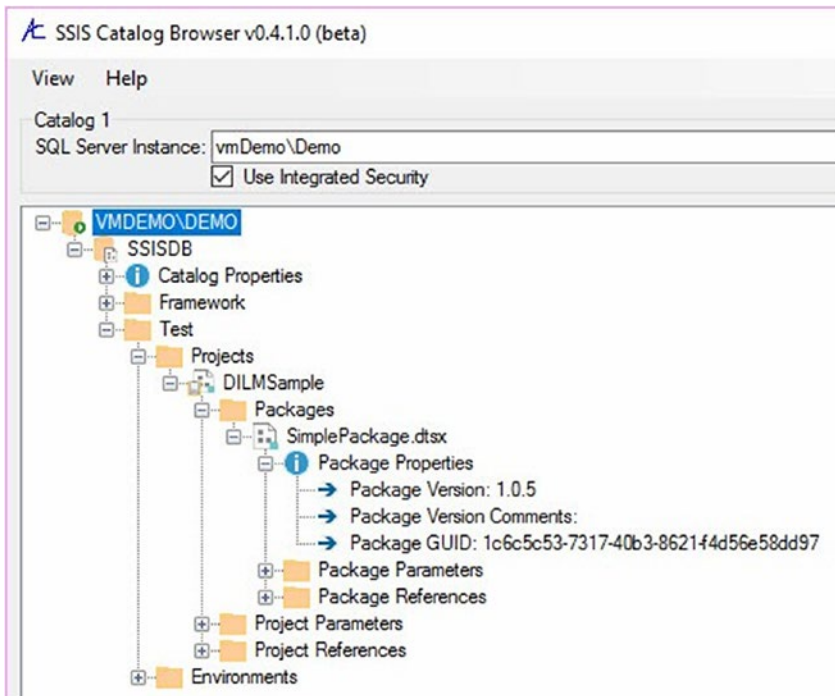 SSIS Catalog Browser v0.4.1.0 (beta)
View Help
Catalog 1
SQL Server Instance: vmDemo\Demo
Use Integrated Security
VMDEMO\DEMO
SSISDB
Catalog Properties
Framework
Test
Projects
DILMSample
Packages
SimplePackage.dtsx
Package Properties
Package Version: 1.0.5
Package Version Comments:
Package GUID: 1c6c5c53-7317-40b3-8621-f4d56e58dd97
Package Parameters
Package References
Project Parameters
Project References
Environments